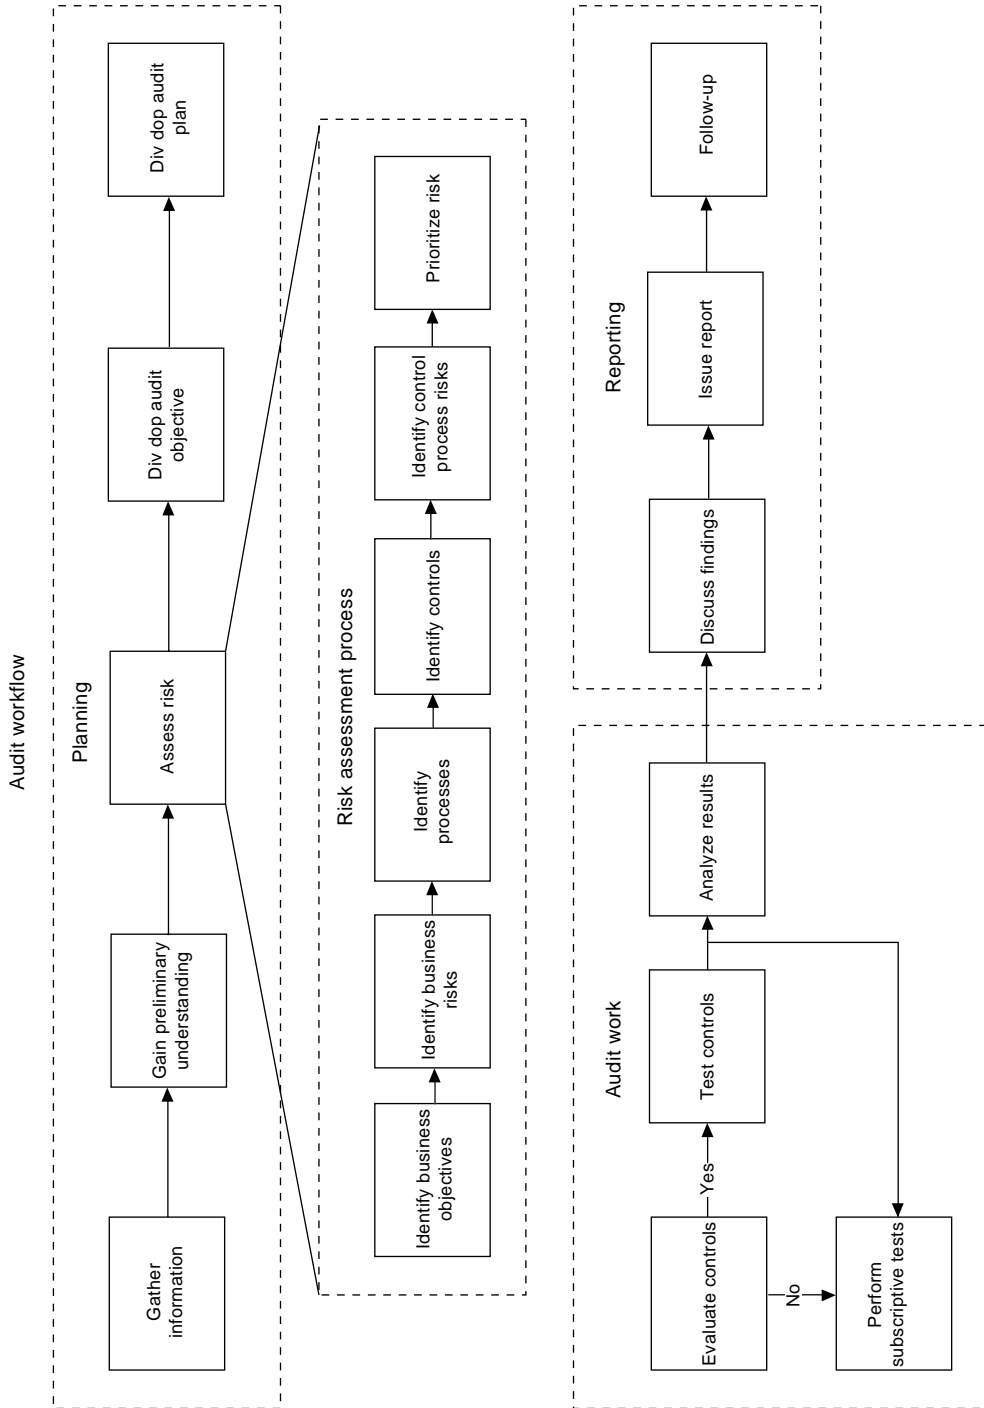 Audit workflow
Planning
Gather
information
Gain preliminary
understanding
Assess risk
Div dop audit
objective
Div dop audit
plan
Risk assessment process
Identify business
objectives
Identify business
risks
Identify
processes
Identify controls
Identify control
process risks
Prioritize risk
Audit work
Evaluate controls
Yes
No
Test controls
Analyze results
Perform
subscriptive tests
Reporting
Discuss findings
Issue report
Follow-up